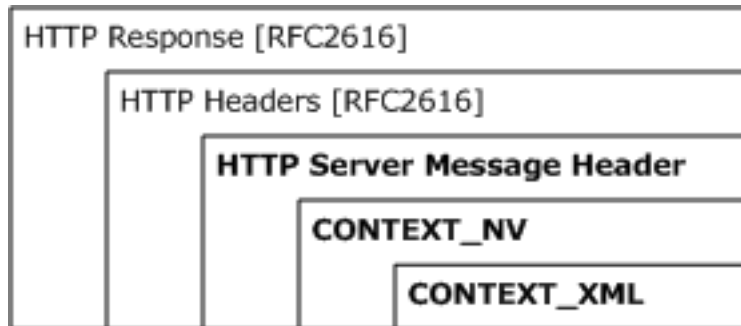 HTTP Response [RFC2616]
HTTP Headers [RFC2616]
HTTP Server Message Header
CONTEXT_NV
CONTEXT_XML